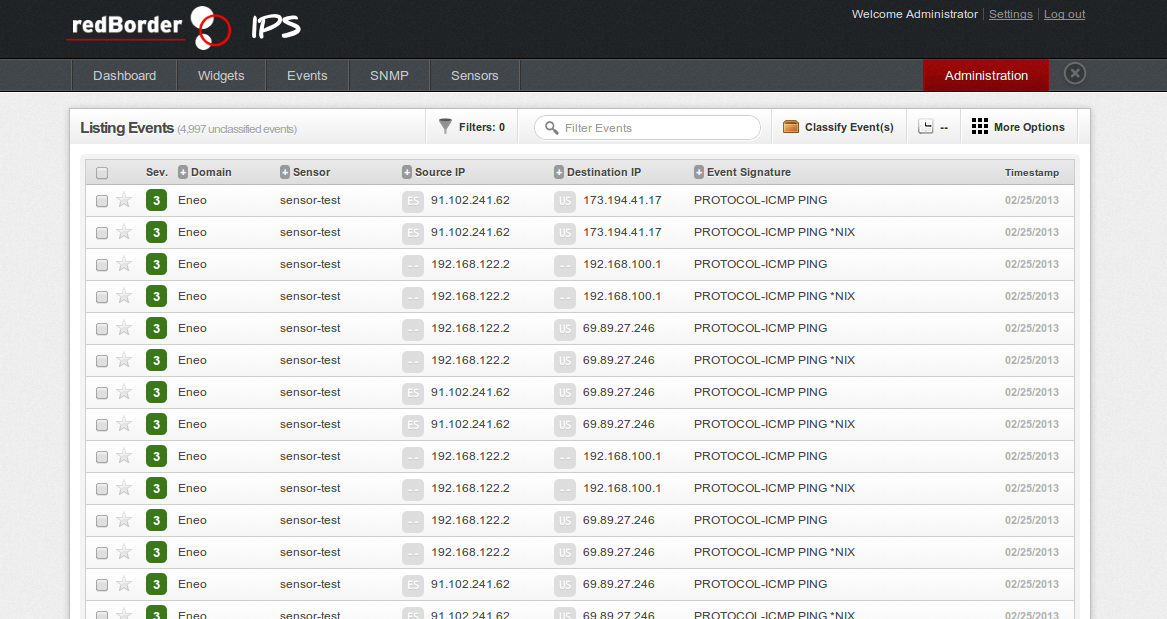 redBorder IPS
Welcome Administrator Settings Log out
Dashboard Widgets Events SNMP Sensors Administration
Listing Events (4,997 unclassified events) Filters: 0 Filter Events Classify Event(s) -- More Options
Sev. Domain Sensor Source IP Destination IP Event Signature Timestamp
3 Eneo sensor-test ES 91.102.241.62 US 173.194.41.17 PROTOCOL-ICMP PING 02/25/2013
3 Eneo sensor-test ES 91.102.241.62 US 173.194.41.17 PROTOCOL-ICMP PING *NIX 02/25/2013
3 Eneo sensor-test -- 192.168.122.2 -- 192.168.100.1 PROTOCOL-ICMP PING 02/25/2013
3 Eneo sensor-test -- 192.168.122.2 -- 192.168.100.1 PROTOCOL-ICMP PING *NIX 02/25/2013
3 Eneo sensor-test -- 192.168.122.2 US 69.89.27.246 PROTOCOL-ICMP PING 02/25/2013
3 Eneo sensor-test -- 192.168.122.2 US 69.89.27.246 PROTOCOL-ICMP PING *NIX 02/25/2013
3 Eneo sensor-test ES 91.102.241.62 US 69.89.27.246 PROTOCOL-ICMP PING 02/25/2013
3 Eneo sensor-test ES 91.102.241.62 US 69.89.27.246 PROTOCOL-ICMP PING *NIX 02/25/2013
3 Eneo sensor-test -- 192.168.122.2 -- 192.168.100.1 PROTOCOL-ICMP PING 02/25/2013
3 Eneo sensor-test -- 192.168.122.2 -- 192.168.100.1 PROTOCOL-ICMP PING *NIX 02/25/2013
3 Eneo sensor-test -- 192.168.122.2 US 69.89.27.246 PROTOCOL-ICMP PING 02/25/2013
3 Eneo sensor-test -- 192.168.122.2 US 69.89.27.246 PROTOCOL-ICMP PING *NIX 02/25/2013
3 Eneo sensor-test ES 91.102.241.62 US 69.89.27.246 PROTOCOL-ICMP PING 02/25/2013
3 Eneo sensor-test ES 91.102.241.62 US 69.89.27.246 PROTOCOL-ICMP PING *NIX 02/25/2013